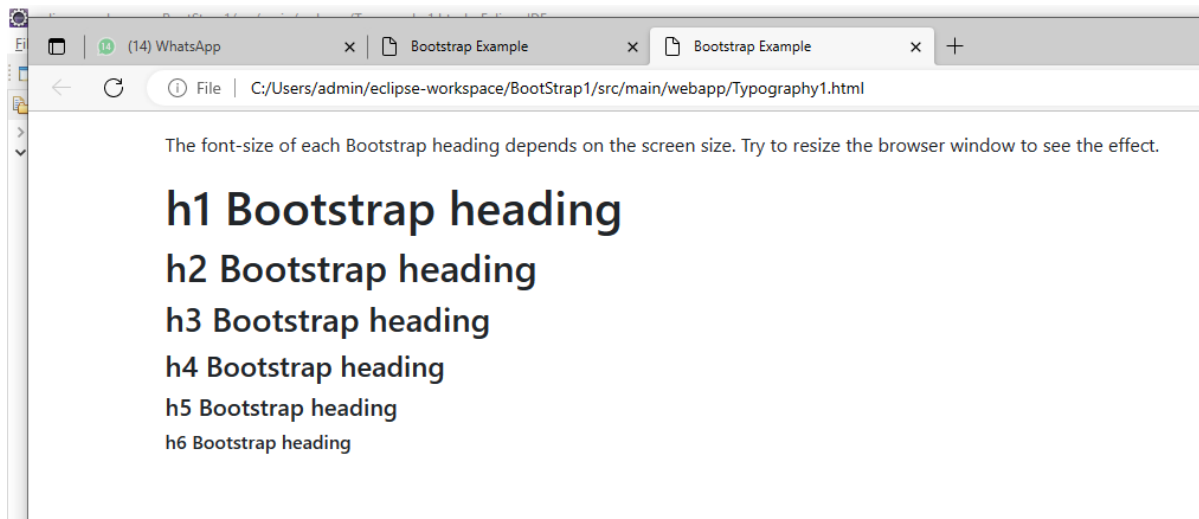 (14) WhatsApp
Bootstrap Example
Bootstrap Example
File
C:/Users/admin/eclipse-workspace/BootStrap1/src/main/webapp/Typography1.html
The font-size of each Bootstrap heading depends on the screen size. Try to resize the browser window to see the effect.
h1 Bootstrap heading
h2 Bootstrap heading
h3 Bootstrap heading
h4 Bootstrap heading
h5 Bootstrap heading
h6 Bootstrap heading